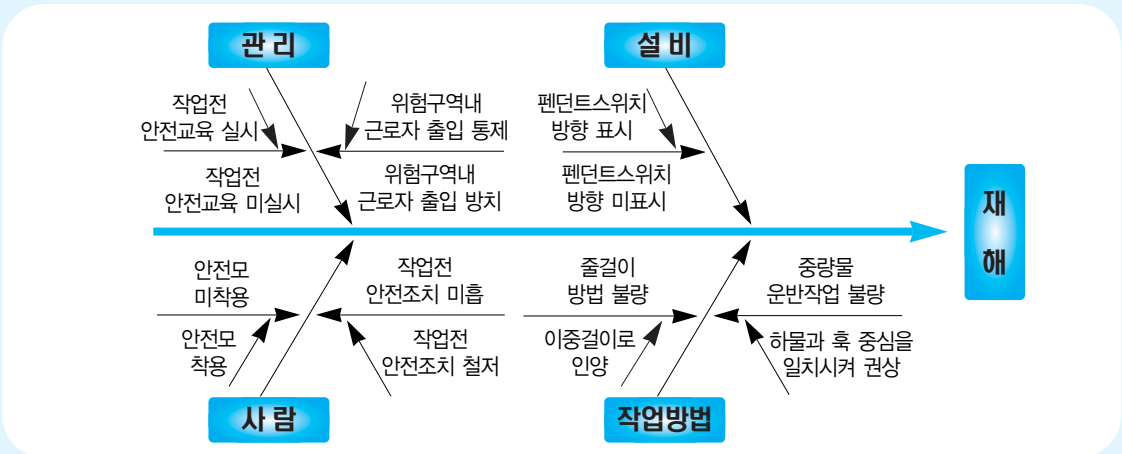 관 리
작업전
안전교육 실시
위험구역내
근로자 출입 통제
작업전
안전교육 미실시
위험구역내
근로자 출입 방치
설 비
펜던트스위치
방향 표시
펜던트스위치
방향 미표시
재
해
안전모
미착용
작업전
안전조치 미흡
안전모
착용
작업전
안전조치 철저
사 람
줄걸이
방법 불량
중량물
운반작업 불량
이중걸이로
인양
하물과 훅 중심을
일치시켜 권상
작업방법